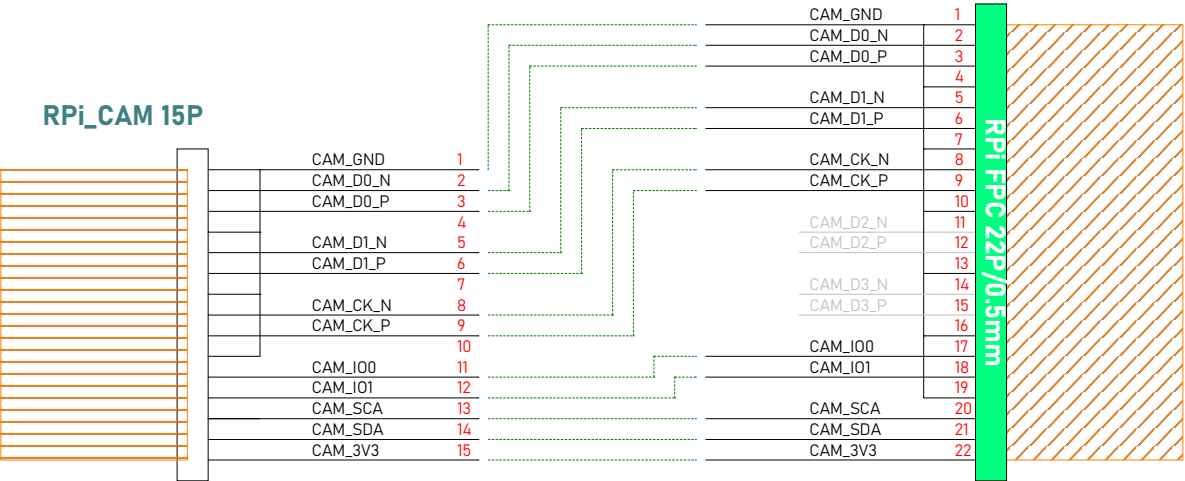 RPi_CAM 15P
CAM_GND 1
CAM_D0_N 2
CAM_D0_P 3
4
CAM_D1_N 5
CAM_D1_P 6
7
CAM_CK_N 8
CAM_CK_P 9
10
CAM_IO0 11
CAM_IO1 12
CAM_SCA 13
CAM_SDA 14
CAM_3V3 15
CAM_GND 1
CAM_D0_N 2
CAM_D0_P 3
4
CAM_D1_N 5
CAM_D1_P 6
7
CAM_CK_N 8
CAM_CK_P 9
10
CAM_D2_N 11
CAM_D2_P 12
13
CAM_D3_N 14
CAM_D3_P 15
16
CAM_IO0 17
CAM_IO1 18
19
CAM_SCA 20
CAM_SDA 21
CAM_3V3 22
RPi FPC 22P/0.5mm